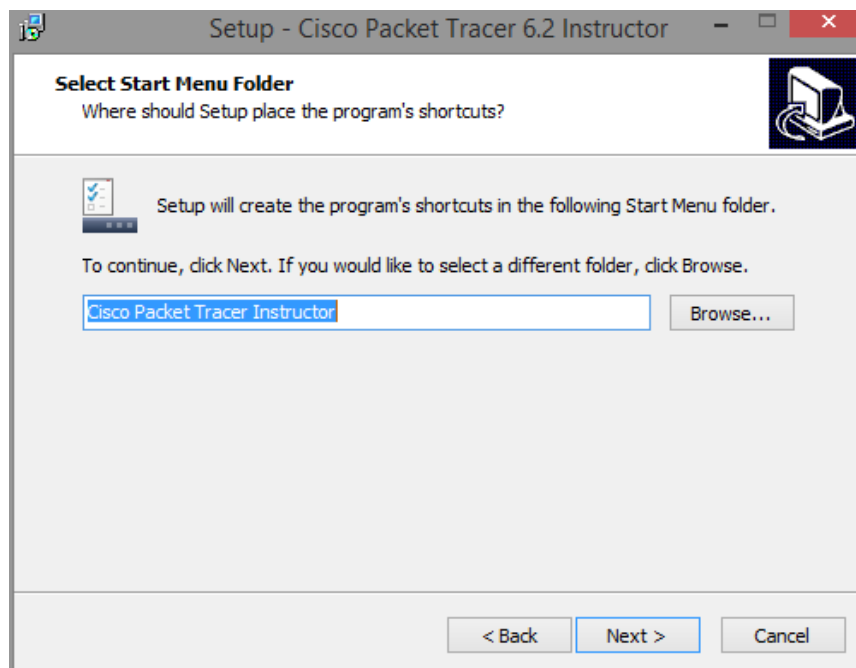 Setup - Cisco Packet Tracer 6.2 Instructor
Select Start Menu Folder
Where should Setup place the program's shortcuts?
Setup will create the program's shortcuts in the following Start Menu folder.
To continue, click Next. If you would like to select a different folder, click Browse.
Cisco Packet Tracer Instructor
Browse...
< Back
Next >
Cancel